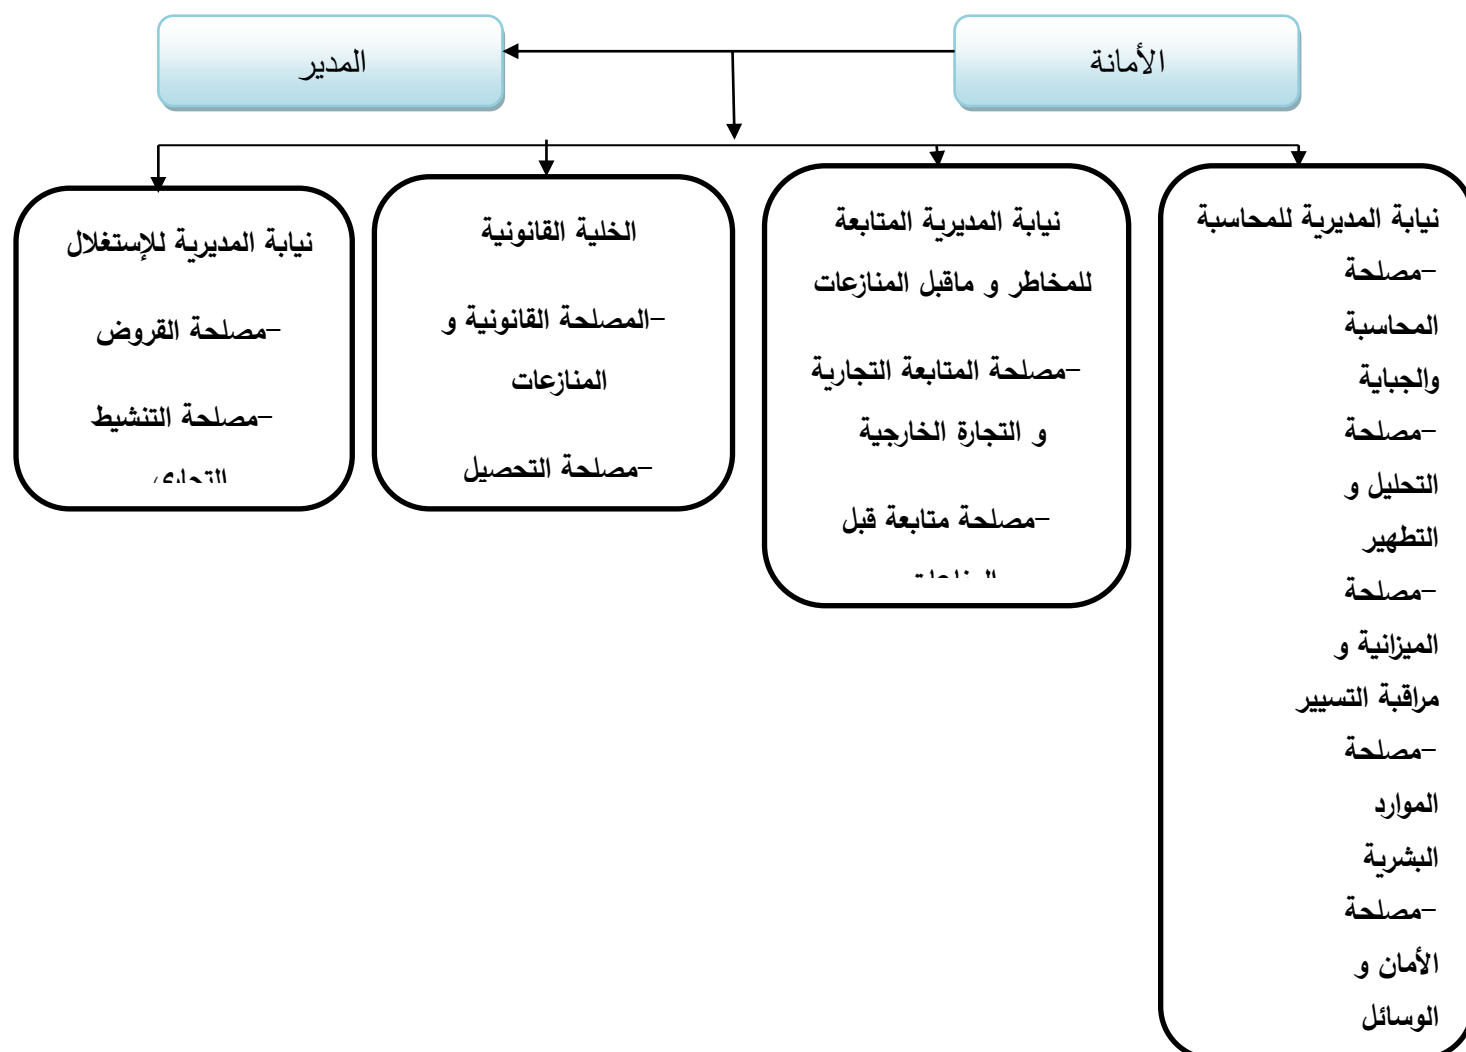 الأمانة
المدير
نيابة المديرية للمحاسبة
-مصلحة
المحاسبة
والجباية
-مصلحة
التحليل و
التطهير
-مصلحة
الميزانية و
مراقبة التسيير
-مصلحة
الموارد
البشرية
-مصلحة
الأمان و
الوسائل
نيابة المديرية المتابعة
للمخاطر و ماقبل المنازعات
-مصلحة المتابعة التجارية
و التجارة الخارجية
-مصلحة متابعة قبل
الخلية القانونية
-المصلحة القانونية و
المنازعات
-مصلحة التحصيل
نيابة المديرية للإستغلال
-مصلحة القروض
-مصلحة التنشيط
التجاري